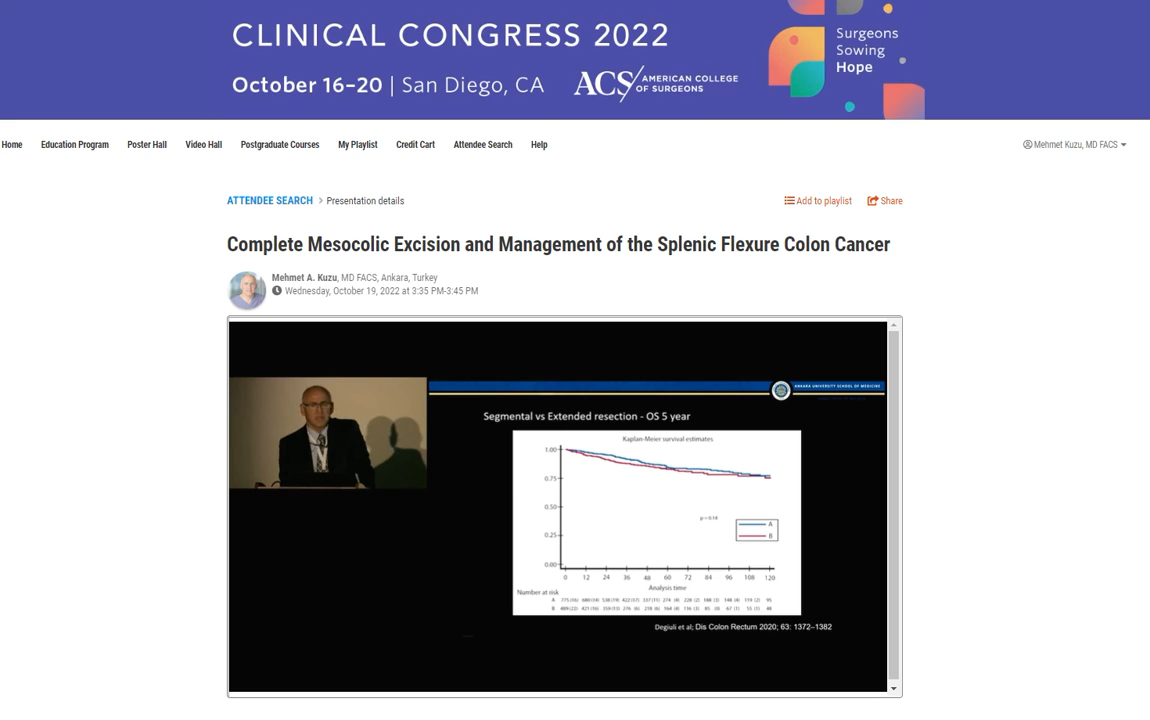 CLINICAL CONGRESS 2022
October 16–20 | San Diego, CA
ACS AMERICAN COLLEGE
OF SURGEONS
Surgeons
Sowing
Hope
Home Education Program Poster Hall Video Hall Postgraduate Courses My Playlist Credit Cart Attendee Search Help
Mehmet Kuzu, MD FACS
ATTENDEE SEARCH > Presentation details
Add to playlist Share
Complete Mesocolic Excision and Management of the Splenic Flexure Colon Cancer
Mehmet A. Kuzu, MD FACS, Ankara, Turkey
Wednesday, October 19, 2022 at 3:35 PM-3:45 PM
ANKARA UNIVERSITY SCHOOL OF MEDICINE
Segmental vs Extended resection - OS 5 year
Kaplan-Meier survival estimates
1.00
0.75
0.50
0.25
0.00
A
B
0 12 24 36 48 60 72 84 96 108 120
Analysis time
Number at risk
Degiuli et al; Dis Colon Rectum 2020; 63: 1372–1382